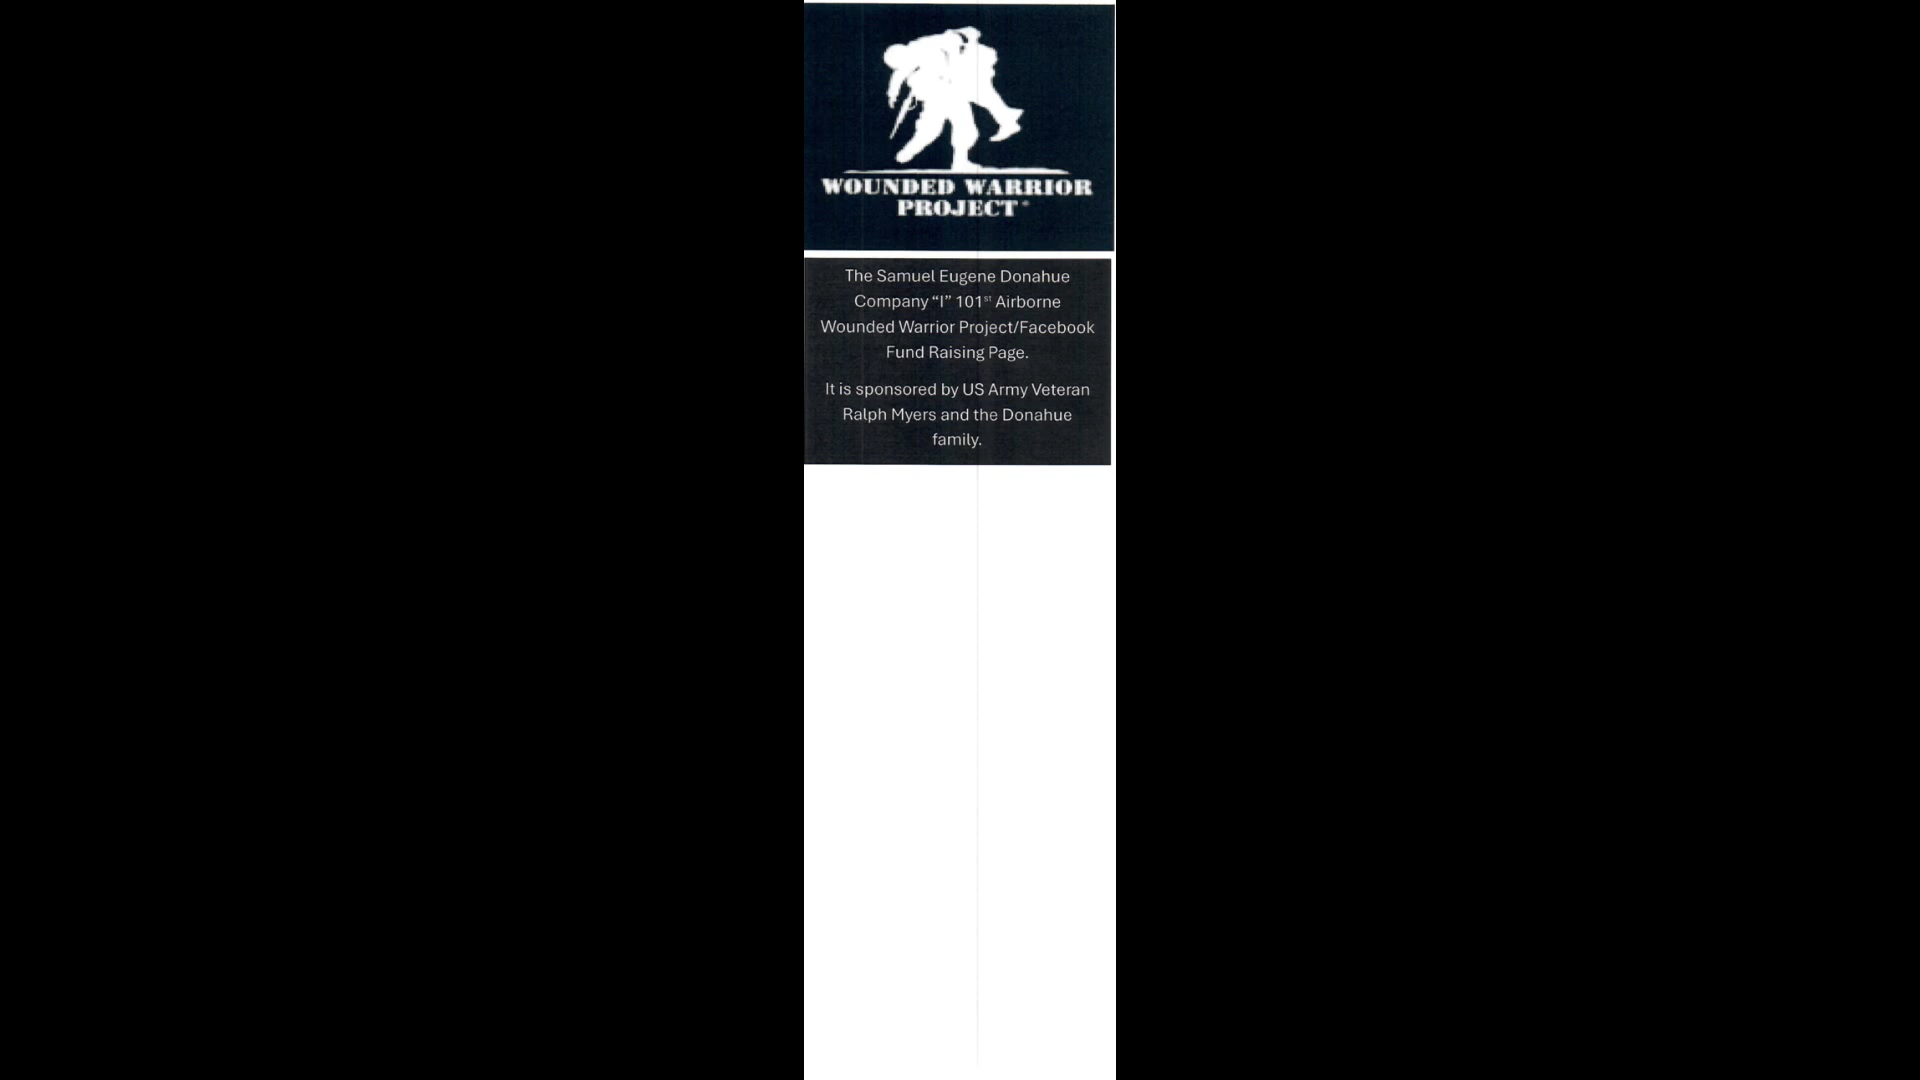 WOUNDED WARRIOR
PROJECT®
The Samuel Eugene Donahue
Company “I” 101st Airborne
Wounded Warrior Project/Facebook
Fund Raising Page.
It is sponsored by US Army Veteran
Ralph Myers and the Donahue
family.